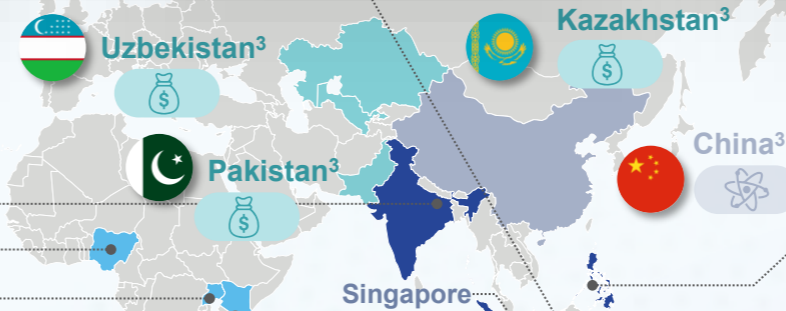 Kazakhstan3
Uzbekistan3
$
$
China3
Pakistan3
$
Singapore